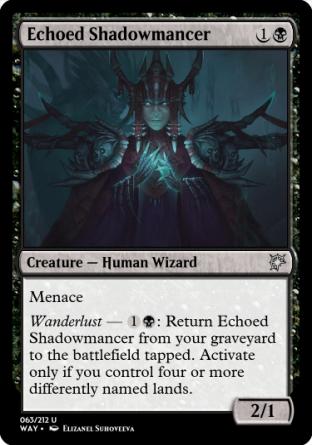 Echoed Shadowmancer 1
Creature — Human Wizard
Menace
Wanderlust — 1 : Return Echoed
Shadowmancer from your graveyard
to the battlefield tapped. Activate
only if you control four or more
differently named lands.
063/212 U
WAY • Elizanel Suhoveeva
2/1